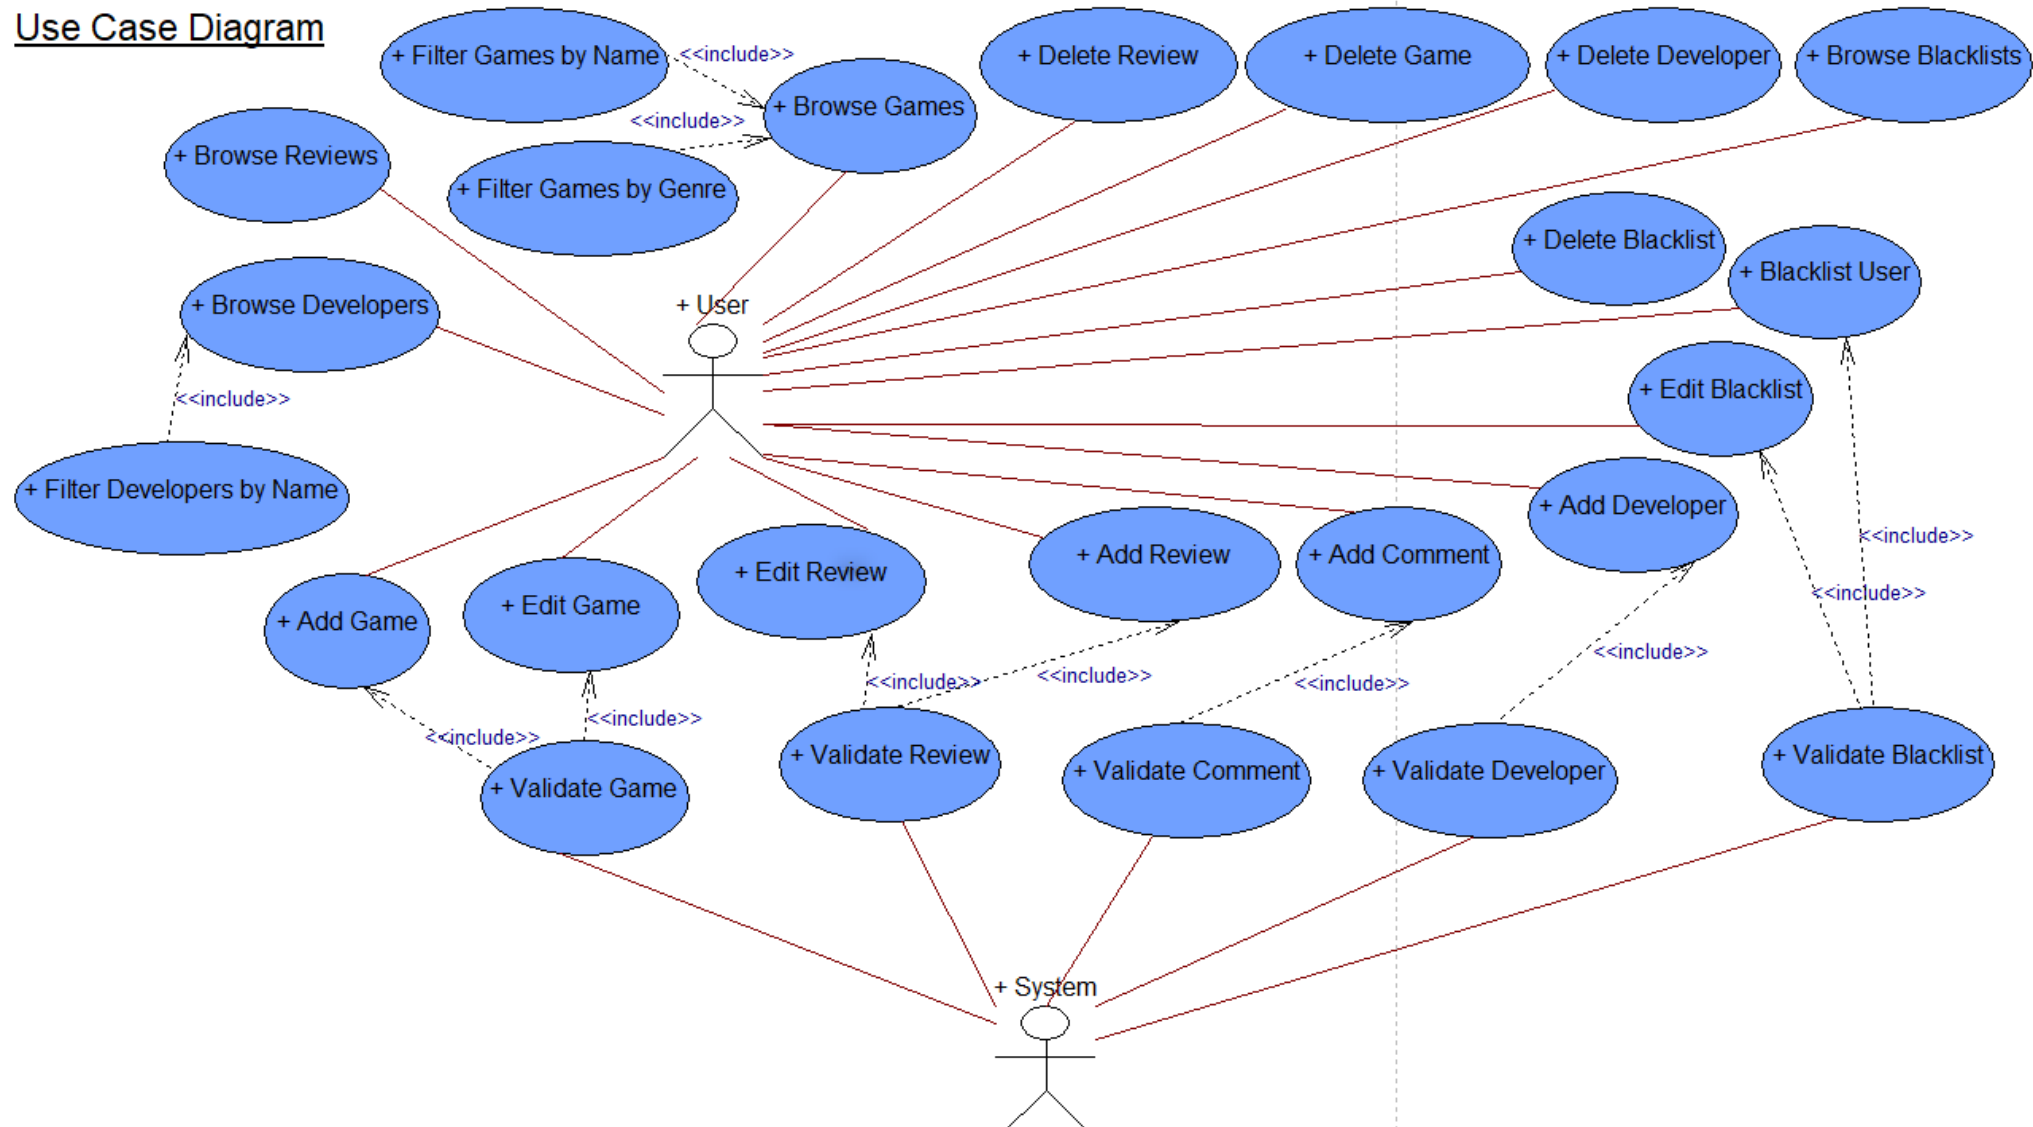 Use Case Diagram
+ Filter Games by Name
<<include>>
+ Delete Review
+ Delete Game
+ Delete Developer
+ Browse Blacklists
+ Browse Games
<<include>>
+ Browse Reviews
+ Filter Games by Genre
+ Delete Blacklist
+ Blacklist User
+ Browse Developers
+ User
<<include>>
+ Edit Blacklist
+ Filter Developers by Name
+ Add Developer
<<include>>
+ Add Review
+ Add Comment
+ Edit Review
<<include>>
+ Edit Game
+ Add Game
<<include>>
<<include>>
<<include>>
<<include>>
<<include>>
<<include>>
+ Validate Review
+ Validate Blacklist
+ Validate Comment
+ Validate Developer
<<include>>
+ Validate Game
+ System